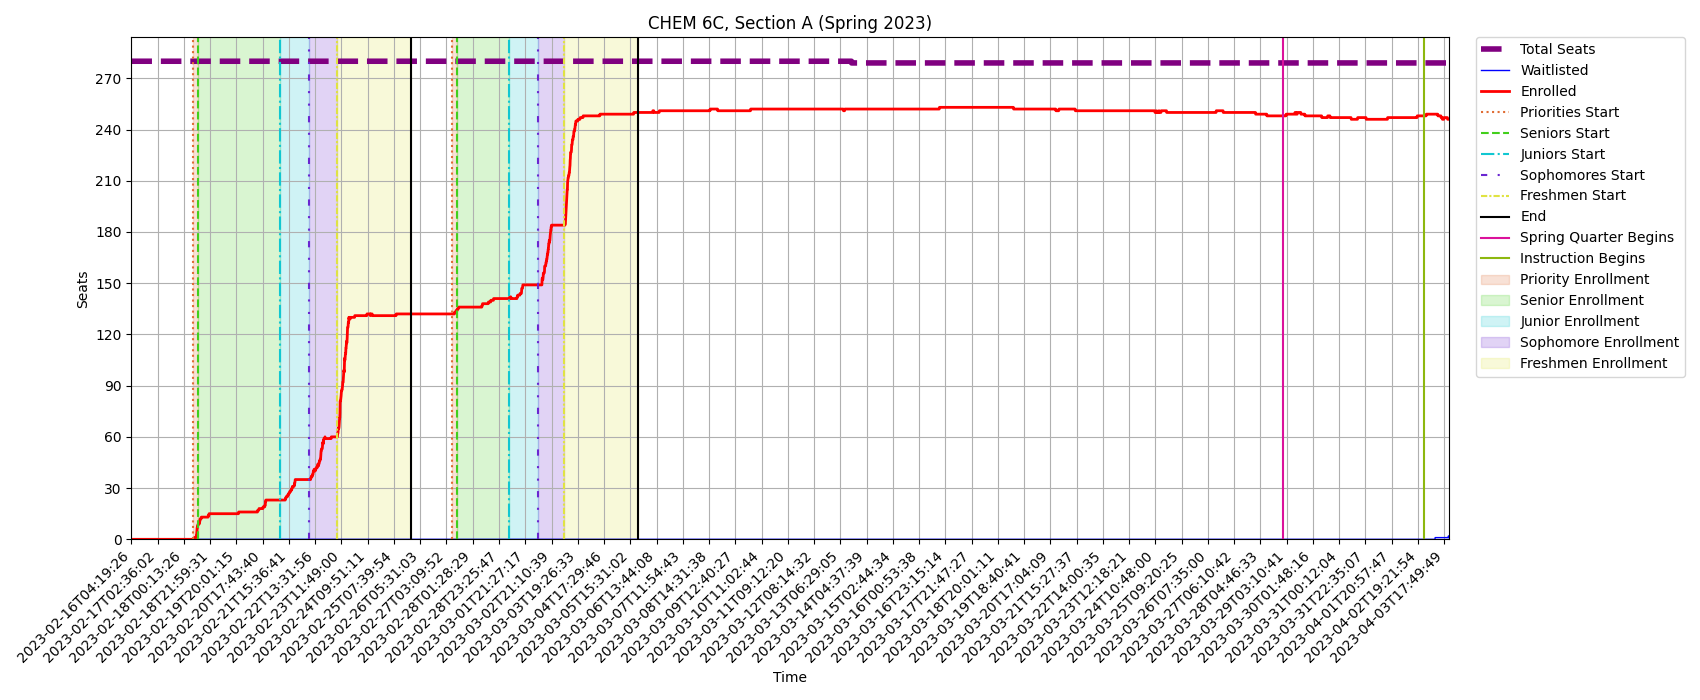 CHEM 6C, Section A (Spring 2023)
Seats
270
240
210
180
150
120
90
60
30
0
2023-02-16T04:19:26
2023-02-17T02:36:02
2023-02-18T00:13:26
2023-02-18T21:59:31
2023-02-19T20:01:15
2023-02-20T17:43:40
2023-02-21T15:36:41
2023-02-22T13:31:56
2023-02-23T11:49:00
2023-02-24T09:51:11
2023-02-25T07:39:54
2023-02-26T05:31:03
2023-02-27T03:09:52
2023-02-28T01:28:29
2023-02-28T23:25:47
2023-03-01T21:27:17
2023-03-02T21:10:39
2023-03-03T19:26:33
2023-03-04T17:29:46
2023-03-05T15:31:02
2023-03-06T13:44:08
2023-03-07T11:54:43
2023-03-08T14:31:38
2023-03-09T12:40:27
2023-03-10T11:02:44
2023-03-11T09:12:20
2023-03-12T08:14:32
2023-03-13T06:29:05
2023-03-14T04:37:39
2023-03-15T02:44:34
2023-03-16T00:53:38
2023-03-16T23:15:14
2023-03-17T21:47:27
2023-03-18T20:01:11
2023-03-19T18:40:41
2023-03-20T17:04:09
2023-03-21T15:27:37
2023-03-22T14:00:35
2023-03-23T12:18:21
2023-03-24T10:48:00
2023-03-25T09:20:25
2023-03-26T07:35:00
2023-03-27T06:10:42
2023-03-28T04:46:33
2023-03-29T03:10:41
2023-03-30T01:48:16
2023-03-31T00:12:04
2023-03-31T22:35:07
2023-04-01T20:57:47
2023-04-02T19:21:54
2023-04-03T17:49:49
Time
Total Seats
Waitlisted
Enrolled
Priorities Start
Seniors Start
Juniors Start
Sophomores Start
Freshmen Start
End
Spring Quarter Begins
Instruction Begins
Priority Enrollment
Senior Enrollment
Junior Enrollment
Sophomore Enrollment
Freshmen Enrollment